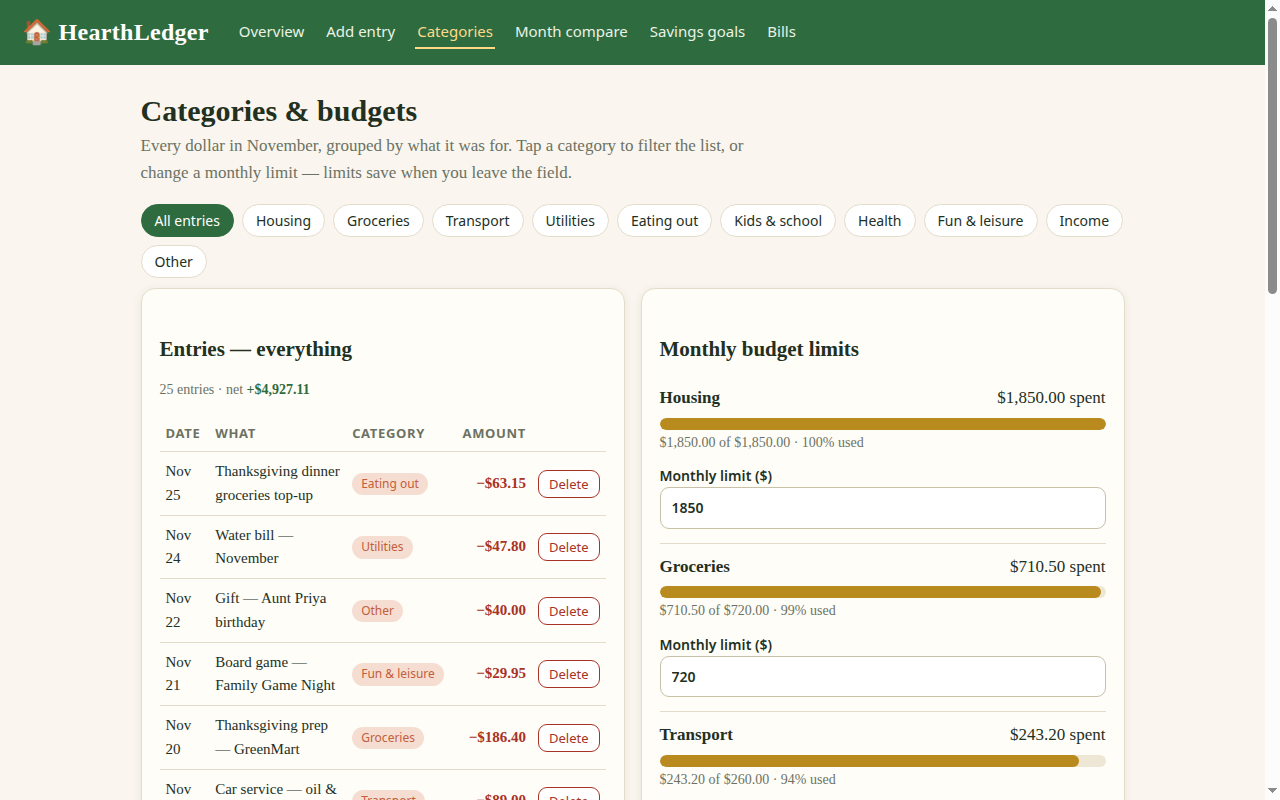 HearthLedger
Overview
Add entry
Categories
Month compare
Savings goals
Bills
Categories & budgets
Every dollar in November, grouped by what it was for. Tap a category to filter the list, or
change a monthly limit — limits save when you leave the field.
All entries
Housing
Groceries
Transport
Utilities
Eating out
Kids & school
Health
Fun & leisure
Income
Other
Entries — everything
25 entries · net +$4,927.11
DATE WHAT CATEGORY AMOUNT
Nov 25
Thanksgiving dinner
groceries top-up
Eating out
−$63.15
Delete
Nov 24
Water bill —
November
Utilities
−$47.80
Delete
Nov 22
Gift — Aunt Priya
birthday
Other
−$40.00
Delete
Nov 21
Board game —
Family Game Night
Fun & leisure
−$29.95
Delete
Nov 20
Thanksgiving prep
— GreenMart
Groceries
−$186.40
Delete
Nov
Car service — oil &
Transport
−$89.00
Delete
Monthly budget limits
Housing
$1,850.00 spent
$1,850.00 of $1,850.00 · 100% used
Monthly limit ($)
1850
Groceries
$710.50 spent
$710.50 of $720.00 · 99% used
Monthly limit ($)
720
Transport
$243.20 spent
$243.20 of $260.00 · 94% used